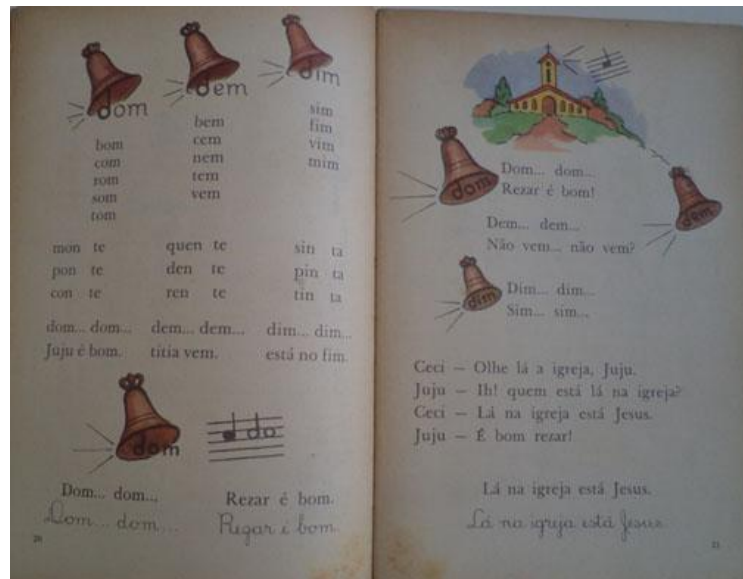 dom dem dim
bom bem sim
com cem fim
rom nem vim
som tem mim
tom vem
mon te quen te sin ta
pon te den te pin ta
con te ren te tin ta
dom... dom... dem... dem... dim... dim...
Juju é bom. titia vem. está no fim.
dom do
Dom... dom... Rezar é bom.
Dom... dom... Rezar é bom.
20
Dom... dom...
dom Rezar é bom!
dem
Dem... dem...
Não vem... não vem?
Dim... dim...
dim Sim... sim...
Ceci — Olhe lá a igreja, Juju.
Juju — Ih! quem está lá na igreja?
Ceci — Lá na igreja está Jesus.
Juju — É bom rezar!
Lá na igreja está Jesus.
Lá na igreja está Jesus
21